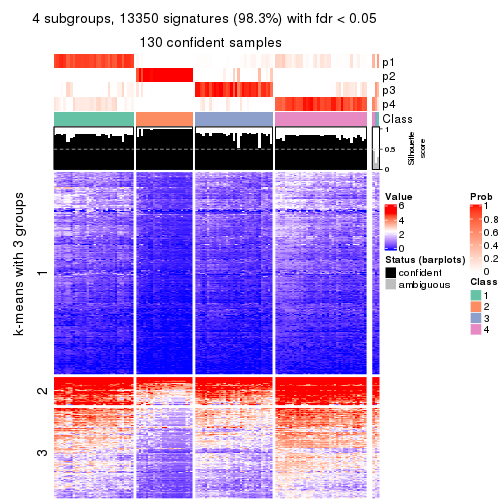 4 subgroups, 13350 signatures (98.3%) with fdr < 0.05
130 confident samples
p1
p2
p3
p4
Class
1
0.5
0
Silhouette
score
k-means with 3 groups
1
2
3
Value
6
4
2
0
Status (barplots)
confident
ambiguous
Prob
1
0.8
0.6
0.4
0.2
0
Class
1
2
3
4